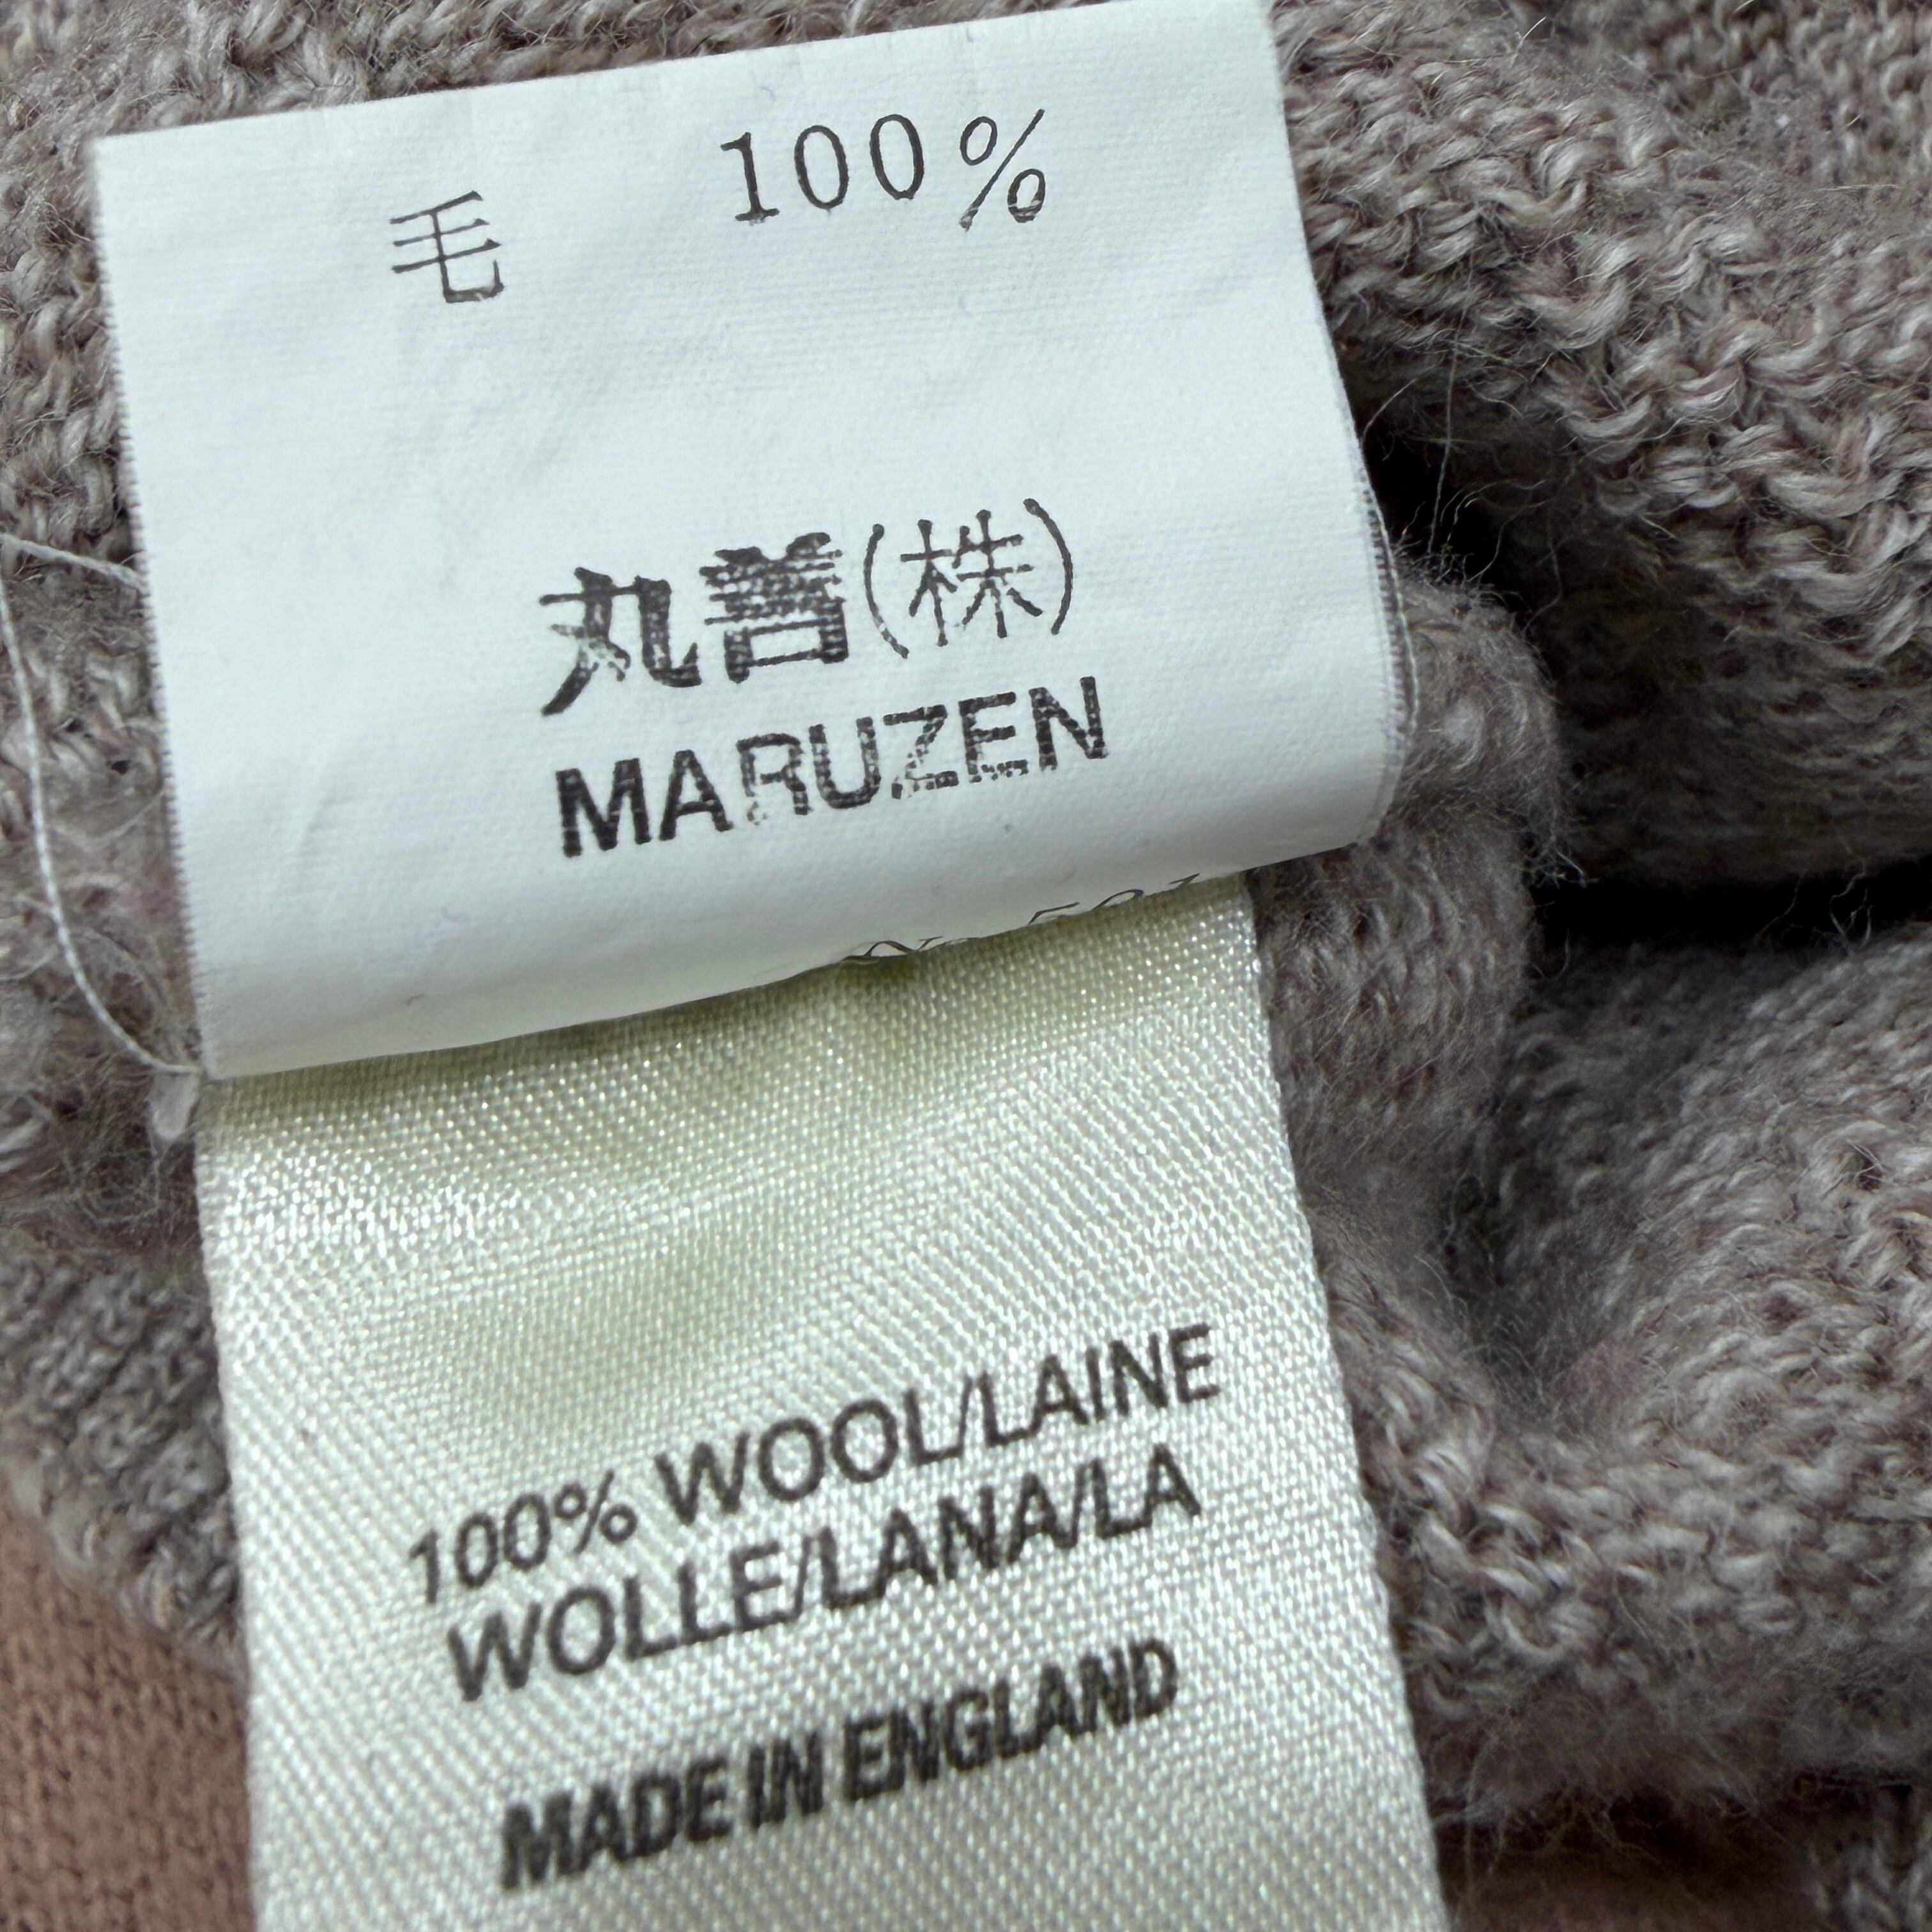 毛 100%
丸善(株)
MARUZEN
100% WOOL/LAINE
WOLLE/LANA/LA
MADE IN ENGLAND